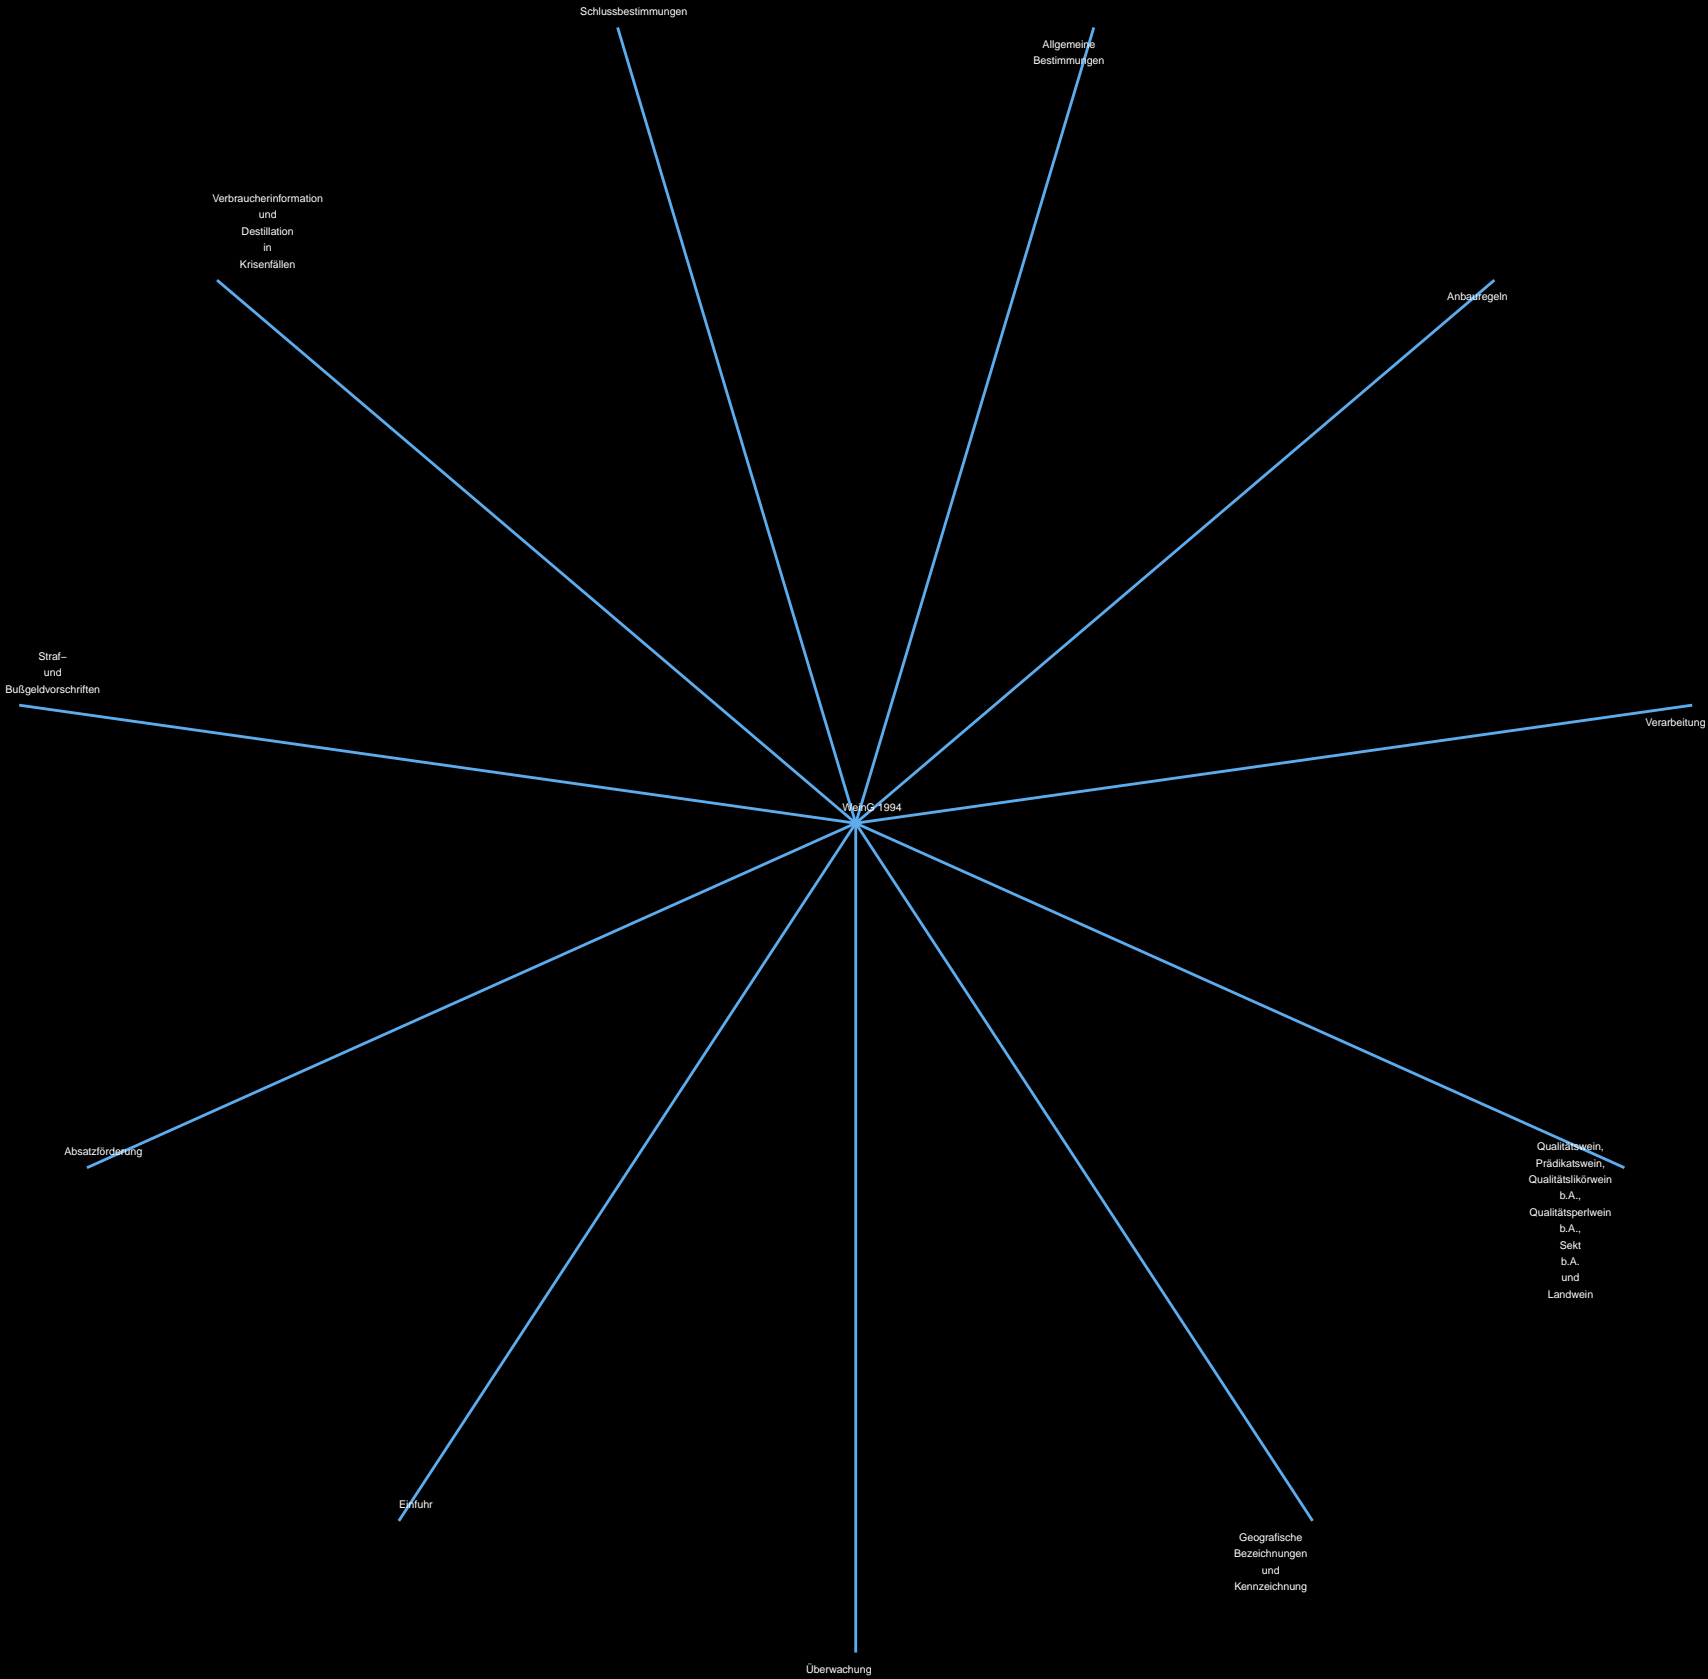 Schlussbestimmungen
Allgemeine
Bestimmungen
Verbraucherinformation
und
Destillation
in
Krisenfällen
Anbauregeln
Straf–
und
Bußgeldvorschriften
Verarbeitung
WeinG 1994
Absatzförderung
Qualitätswein,
Prädikatswein,
Qualitätslikörwein
b.A.,
Qualitätsperlwein
b.A.,
Sekt
b.A.
und
Landwein
Einfuhr
Geografische
Bezeichnungen
und
Kennzeichnung
Überwachung